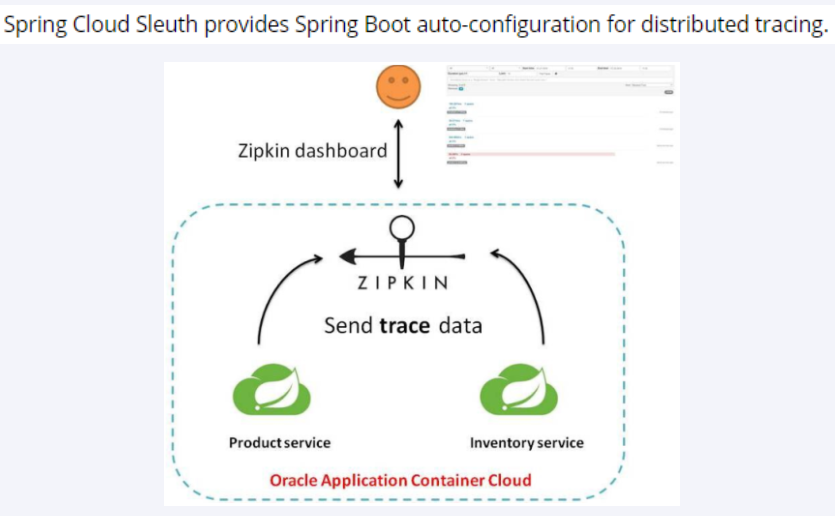 Spring Cloud Sleuth provides Spring Boot auto-configuration for distributed tracing.
Zipkin dashboard
ZIPKIN
Send trace data
Product service
Inventory service
Oracle Application Container Cloud